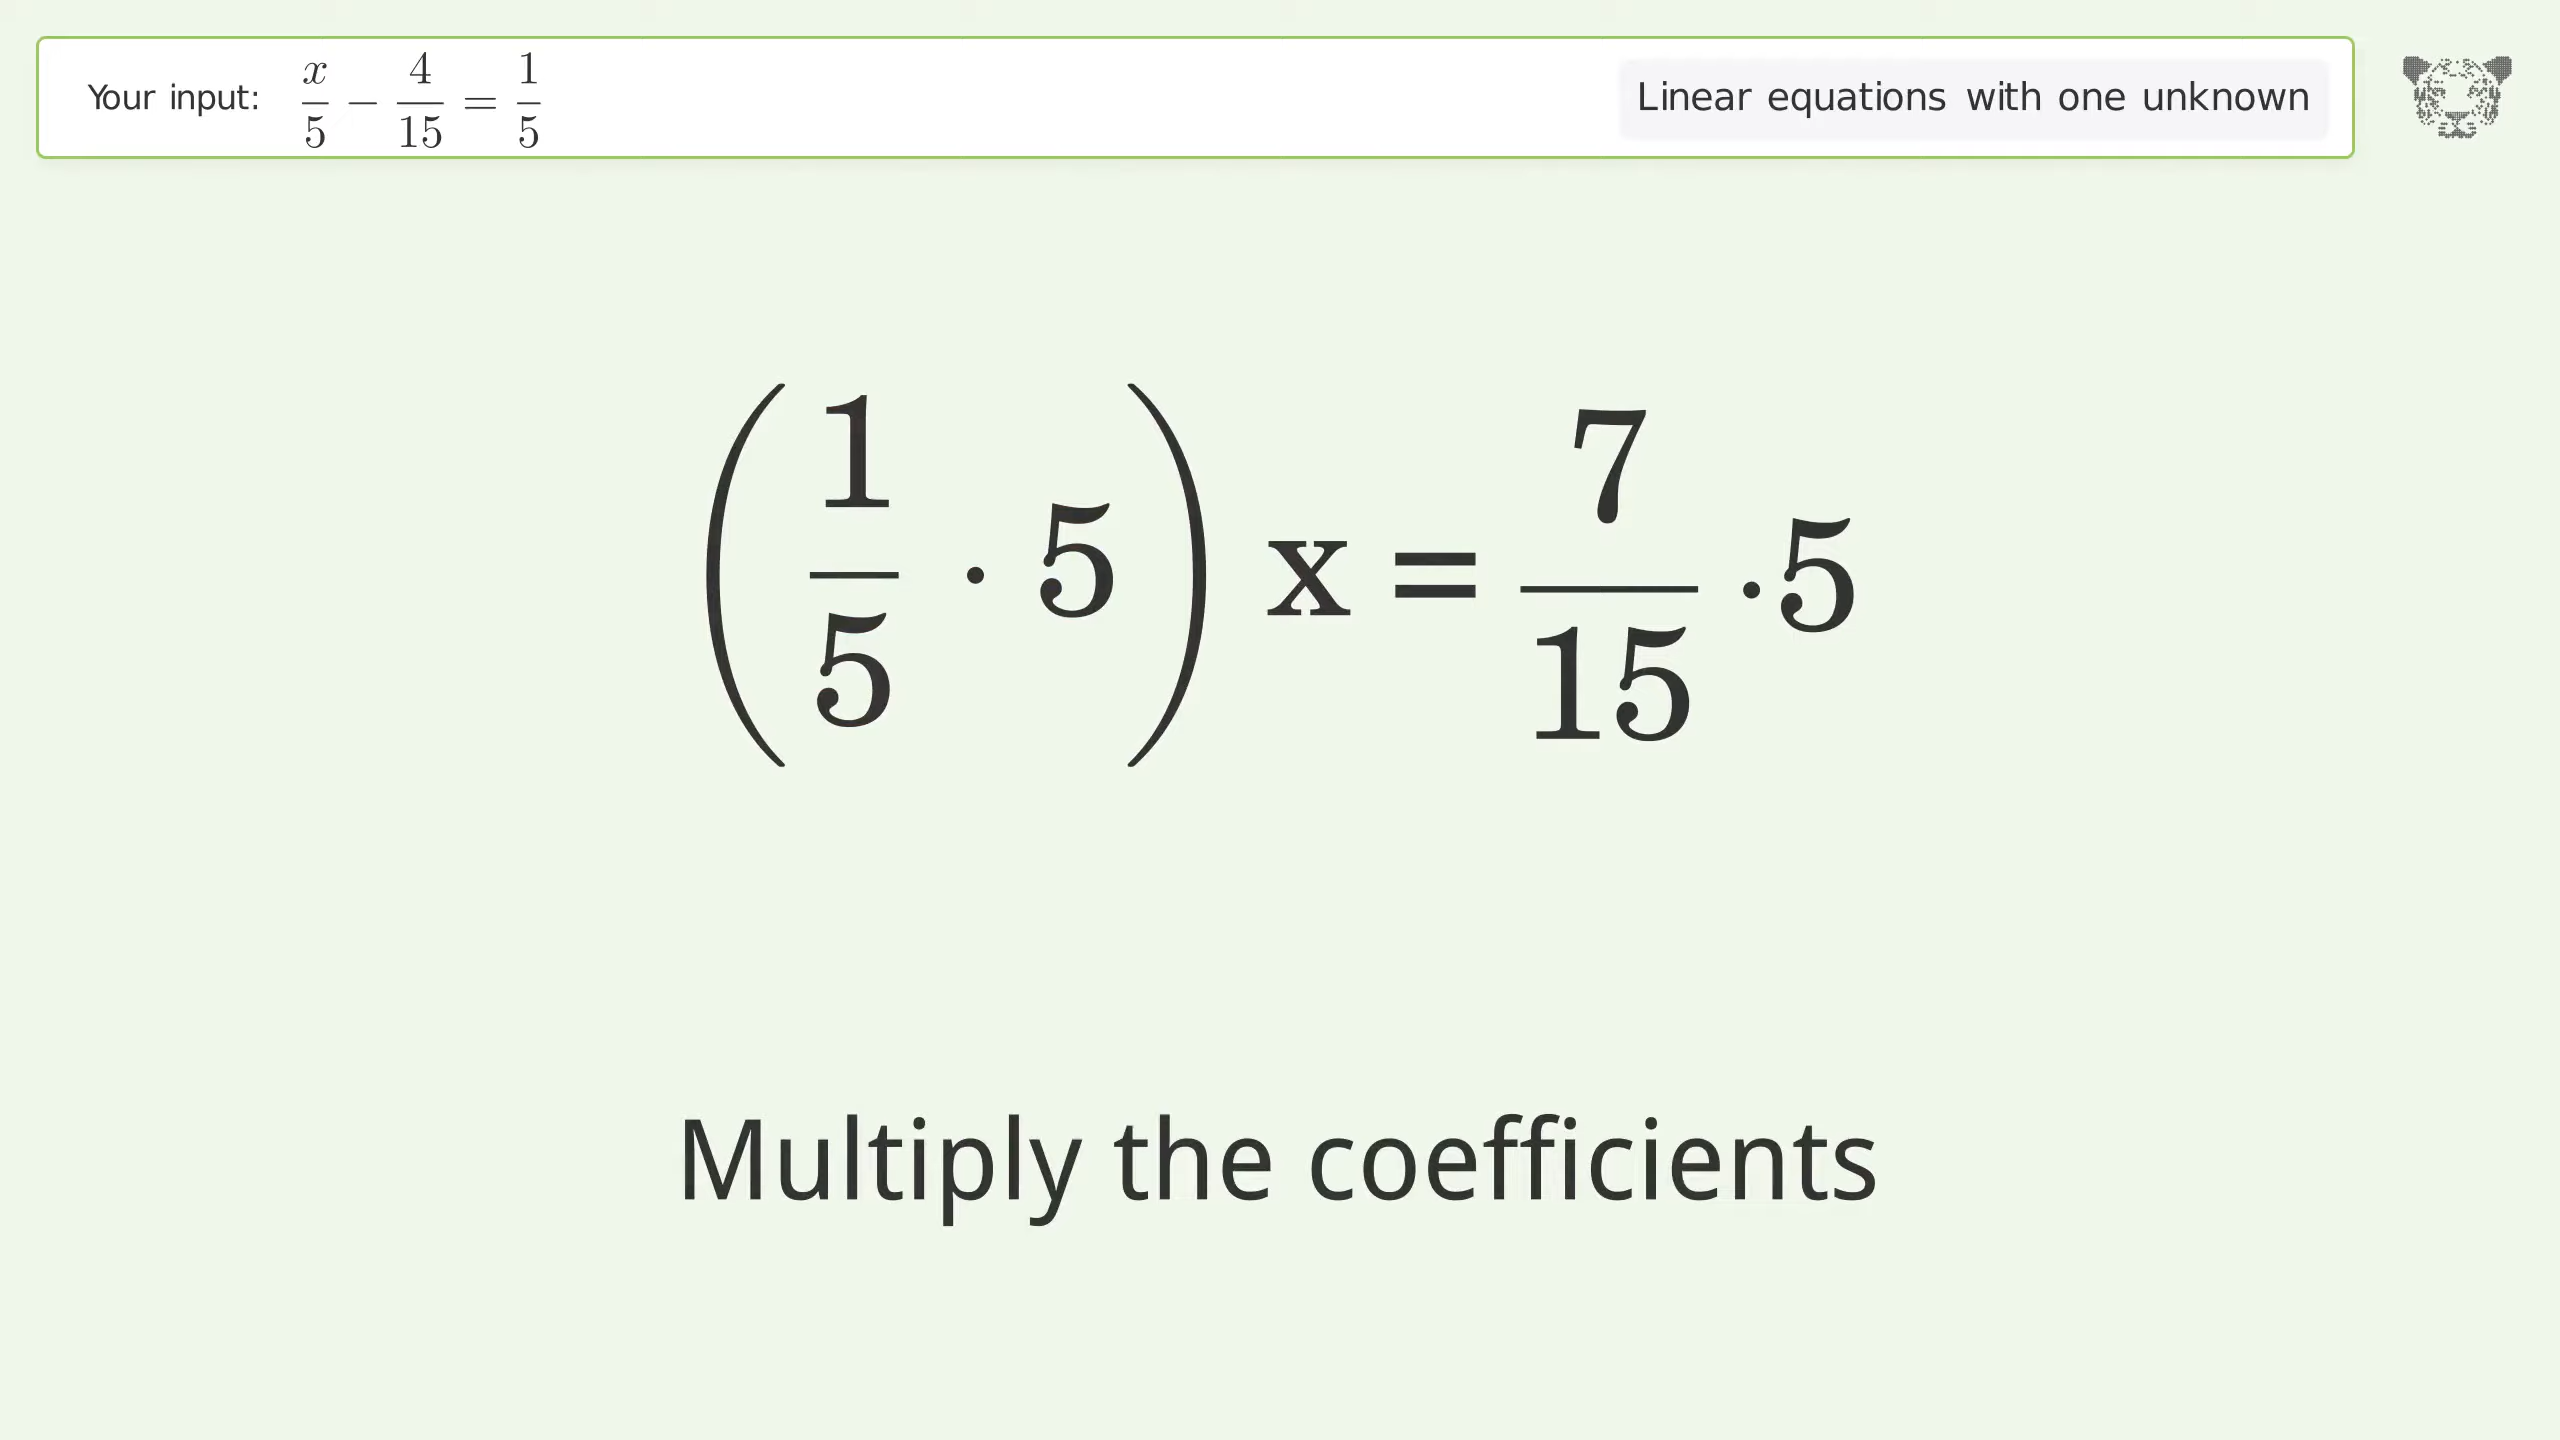 Your input: x/5 − 4/15 = 1/5
Linear equations with one unknown
(1/5 · 5) x = 7/15 · 5
Multiply the coefficients